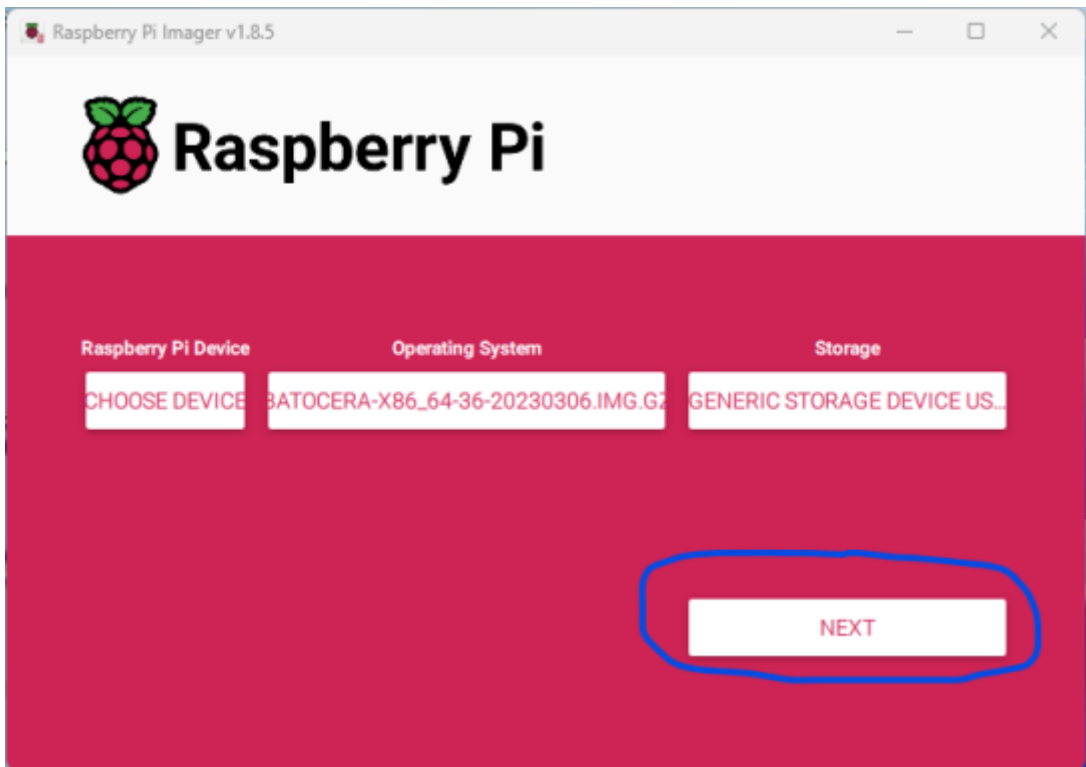 Raspberry Pi Imager v1.8.5
Raspberry Pi
Raspberry Pi Device Operating System Storage
CHOOSE DEVICE BATOCERA-X86_64-36-20230306.IMG.GZ GENERIC STORAGE DEVICE US...
NEXT